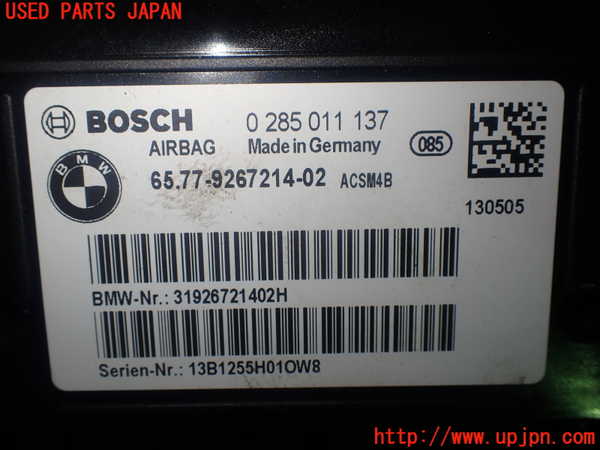 USED PARTS JAPAN
BOSCH 0 285 011 137
AIRBAG Made in Germany 085
BMW 65.77-9267214-02 ACSM4B
130505
BMW-Nr.: 31926721402H
Serien-Nr.: 13B1255H01OW8
http://www.upjpn.com